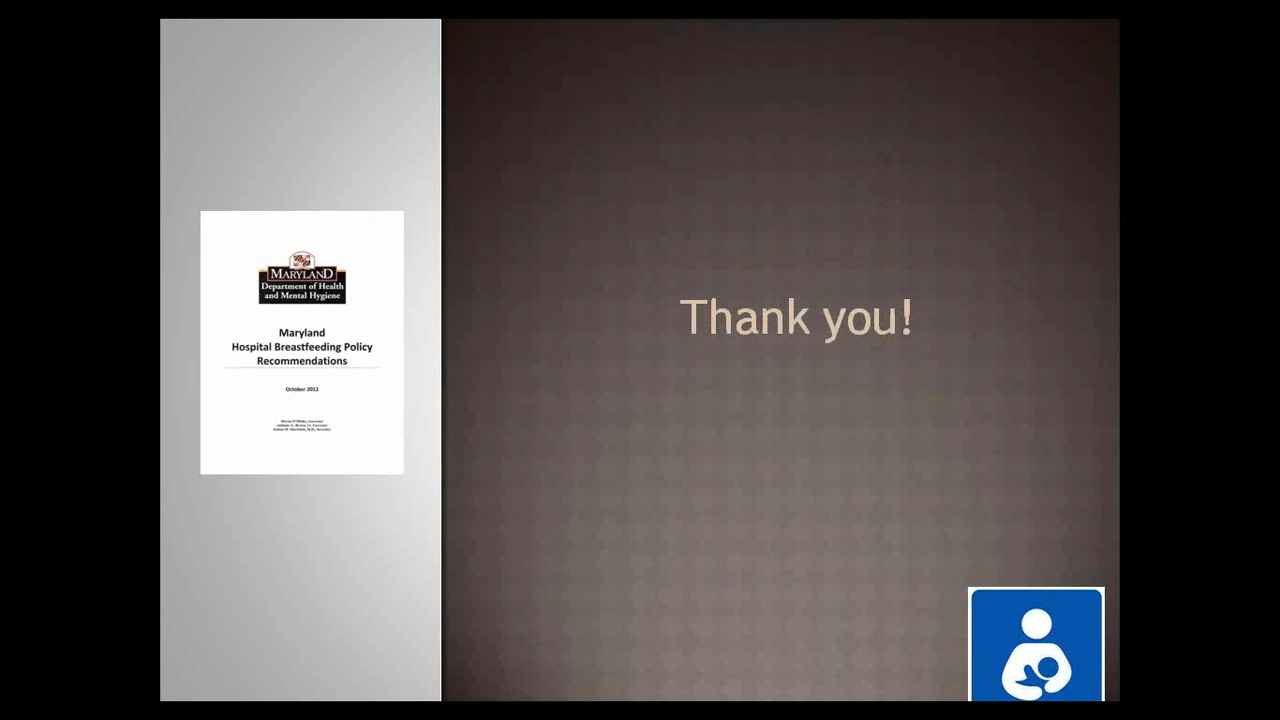 MARYLAND
Department of Health
and Mental Hygiene
Maryland
Hospital Breastfeeding Policy
Recommendations
October 2012
Thank you!